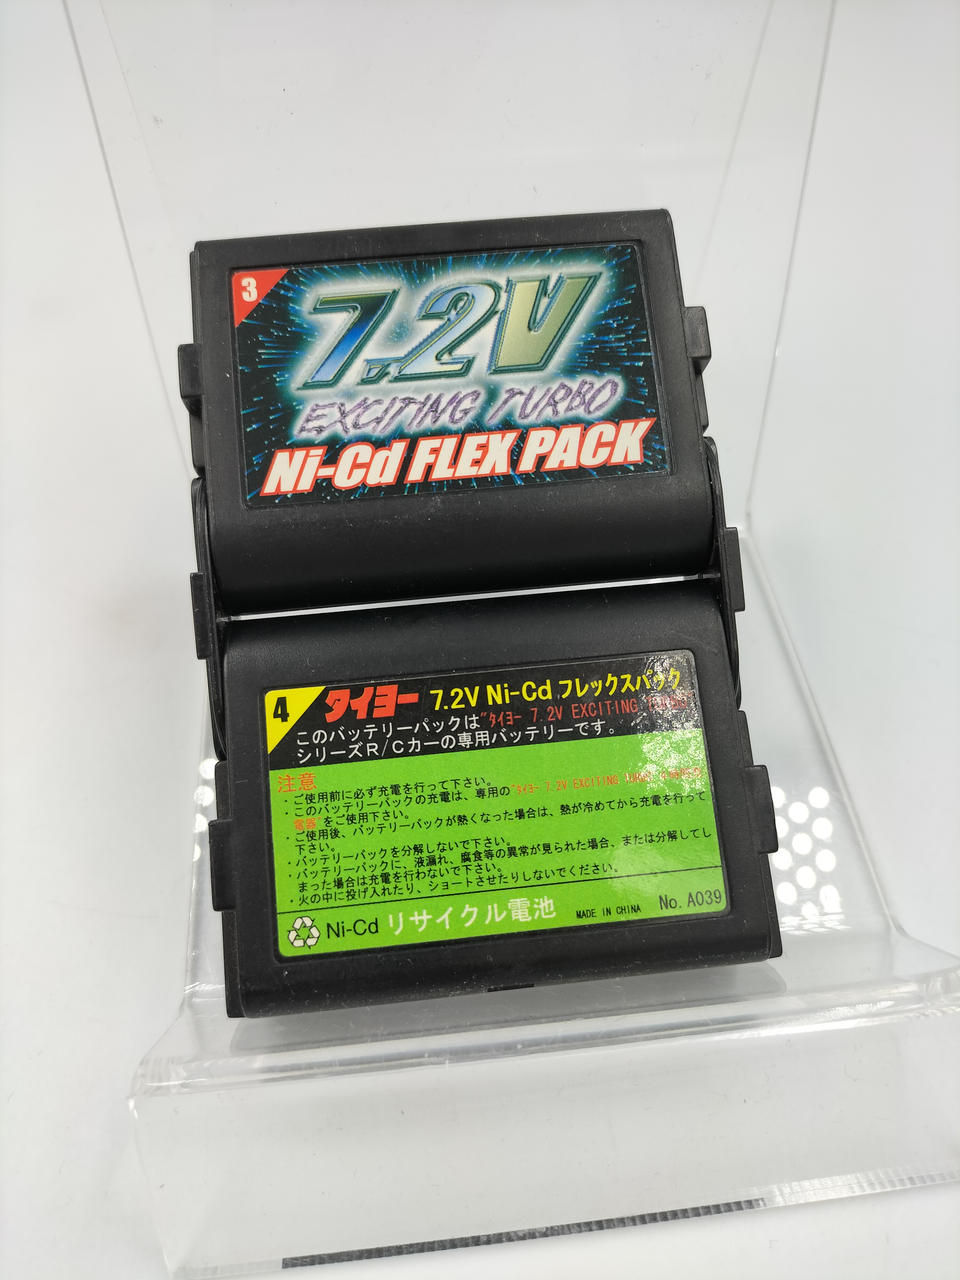 3
7.2V
EXCITING TURBO
Ni-Cd FLEX PACK
4
タイヨー 7.2V Ni-Cd フレックスパック
このバッテリーパックは"タイヨー 7.2V EXCITING TURBO"
シリーズR/Cカーの専用バッテリーです。
注意
・ご使用前に必ず充電を行って下さい。
・このバッテリーパックの充電は、専用の"タイヨー 7.2V EXCITING TURBO
電器"をご使用下さい。
・ご使用後、バッテリーパックが熱くなった場合は、熱が冷めてから充電を行って
下さい。
・バッテリーパックを分解しないで下さい。
・バッテリーパックに、液漏れ、腐食等の異常が見られた場合、または分解してし
まった場合は充電を行わないで下さい。
・火の中に投げ入れたり、ショートさせたりしないでください。
Ni-Cd リサイクル電池 MADE IN CHINA No. A039